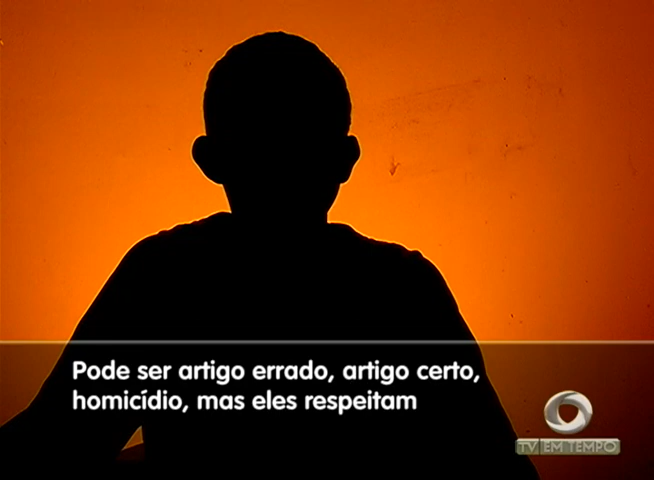 Pode ser artigo errado, artigo certo,
homicídio, mas eles respeitam
TV EM TEMPO